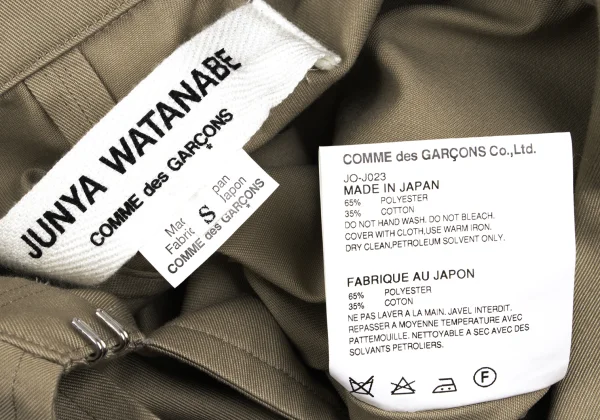 JUNYA WATANABE
COMME des GARÇONS
S
pan
Fabric
Japon
COMME des GARÇONS
COMME des GARÇONS Co.,Ltd.
JO-J023
MADE IN JAPAN
65% POLYESTER
35% COTTON
DO NOT HAND WASH. DO NOT BLEACH.
COVER WITH CLOTH,USE WARM IRON.
DRY CLEAN,PETROLEUM SOLVENT ONLY.
FABRIQUE AU JAPON
65% POLYESTER
35% COTON
NE PAS LAVER A LA MAIN. JAVEL INTERDIT.
REPASSER A MOYENNE TEMPERATURE AVEC
PATTEMOUILLE. NETTOYABLE A SEC AVEC DES
SOLVANTS PETROLIERS.
F